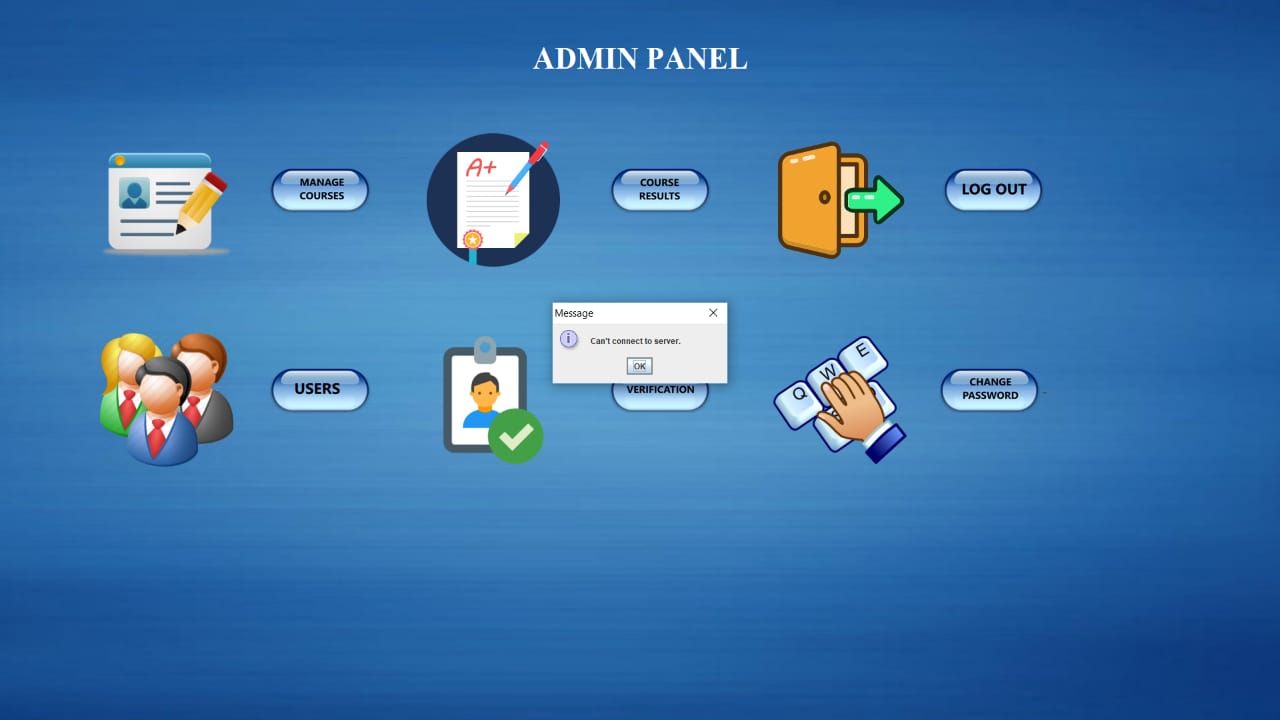 ADMIN PANEL
A+
MANAGE
COURSES
COURSE
RESULTS
LOG OUT
Message
i
Can't connect to server.
OK
USERS
VERIFICATION
Q W E
CHANGE
PASSWORD